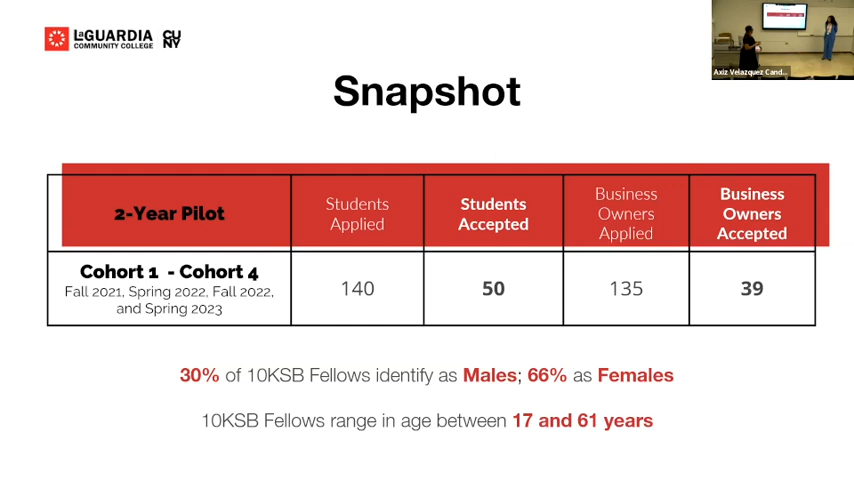 LaGUARDIA
COMMUNITY COLLEGE
CU
NY
Axiz Velazquez Cand...
Snapshot
2-Year Pilot
Students
Applied
Students
Accepted
Business
Owners
Applied
Business
Owners
Accepted
Cohort 1 - Cohort 4
Fall 2021, Spring 2022, Fall 2022,
and Spring 2023
140
50
135
39
30% of 10KSB Fellows identify as Males; 66% as Females
10KSB Fellows range in age between 17 and 61 years